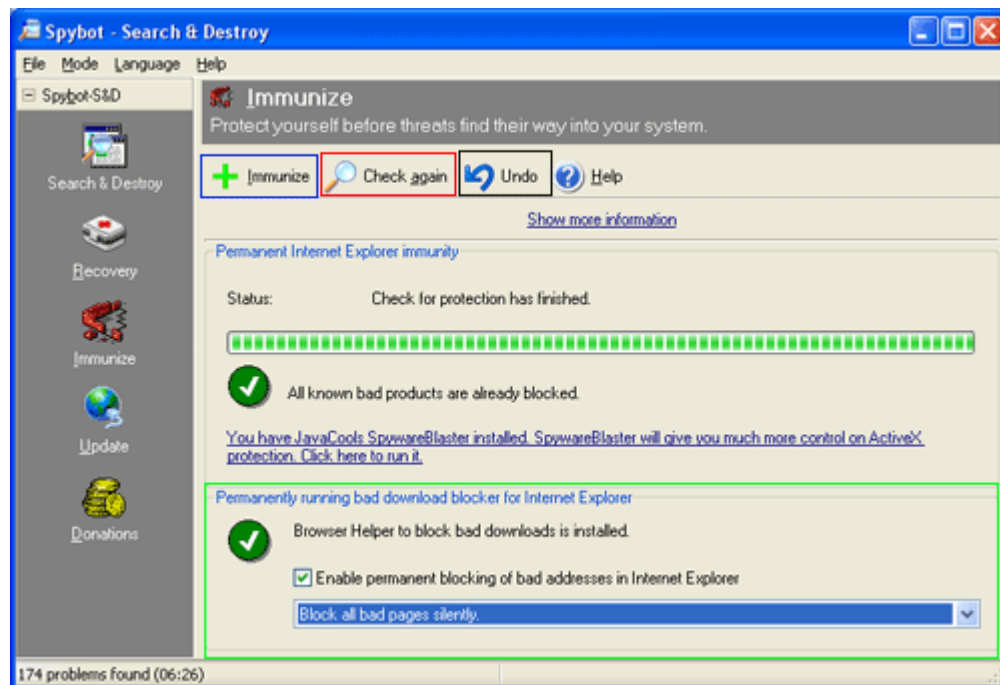 Spybot - Search & Destroy
File Mode Language Help
Spybot-S&D
Search & Destroy
Recovery
Immunize
Update
Donations
Immunize
Protect yourself before threats find their way into your system.
Immunize Check again Undo Help
Show more information
Permanent Internet Explorer immunity
Status: Check for protection has finished.
All known bad products are already blocked.
You have JavaCools SpywareBlaster installed. SpywareBlaster will give you much more control on ActiveX
protection. Click here to run it.
Permanently running bad download blocker for Internet Explorer
Browser Helper to block bad downloads is installed.
Enable permanent blocking of bad addresses in Internet Explorer
Block all bad pages silently.
174 problems found (06:26)